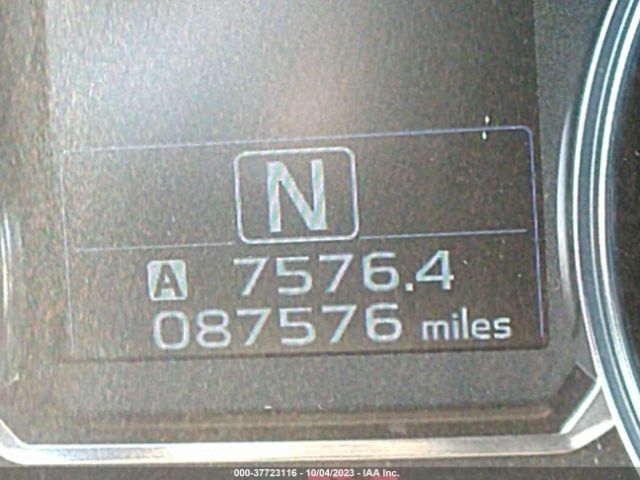 N
A 7576.4
087576 miles
000-37723116 - 10/04/2023 - IAA Inc.